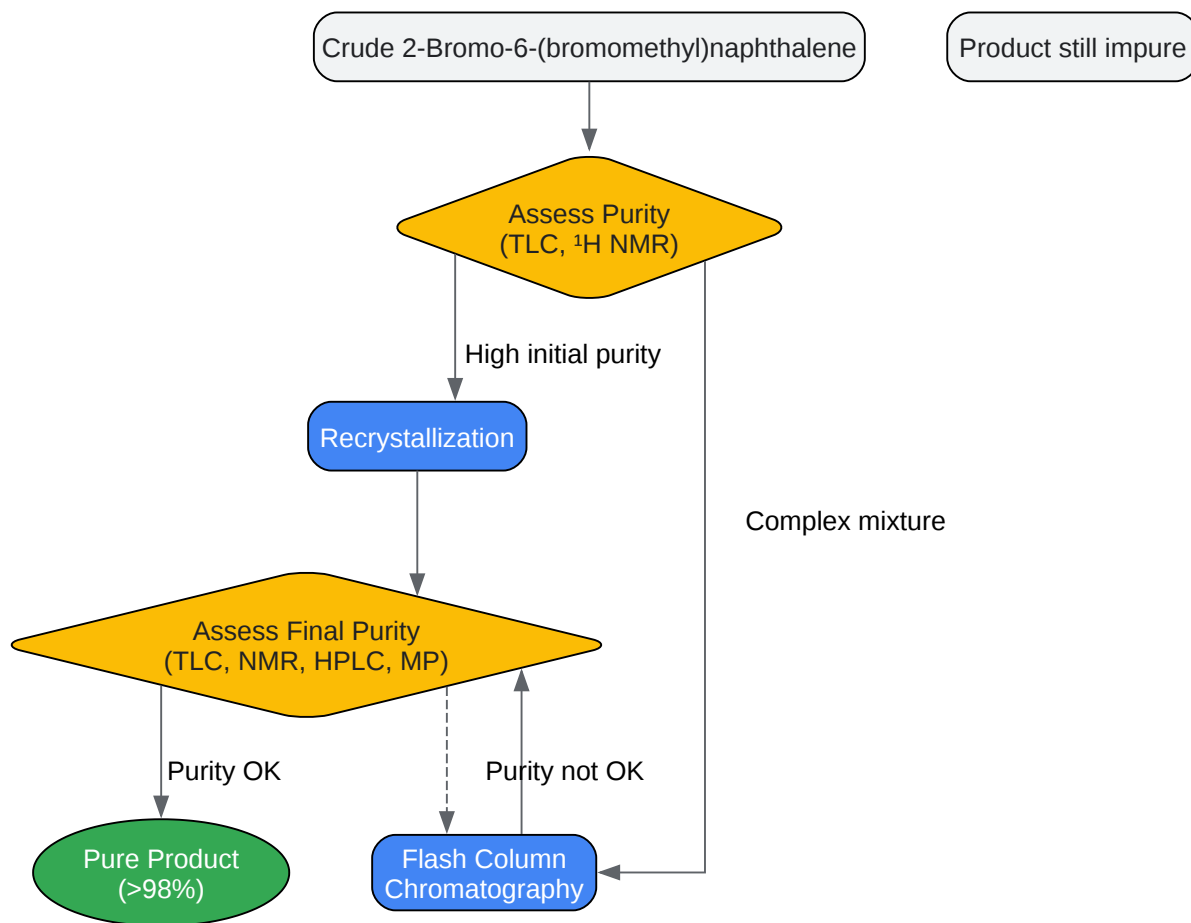 Crude 2-Bromo-6-(bromomethyl)naphthalene
Product still impure
Assess Purity
(TLC, ¹H NMR)
High initial purity
Recrystallization
Complex mixture
Assess Final Purity
(TLC, NMR, HPLC, MP)
Purity OK
Purity not OK
Pure Product
(>98%)
Flash Column
Chromatography